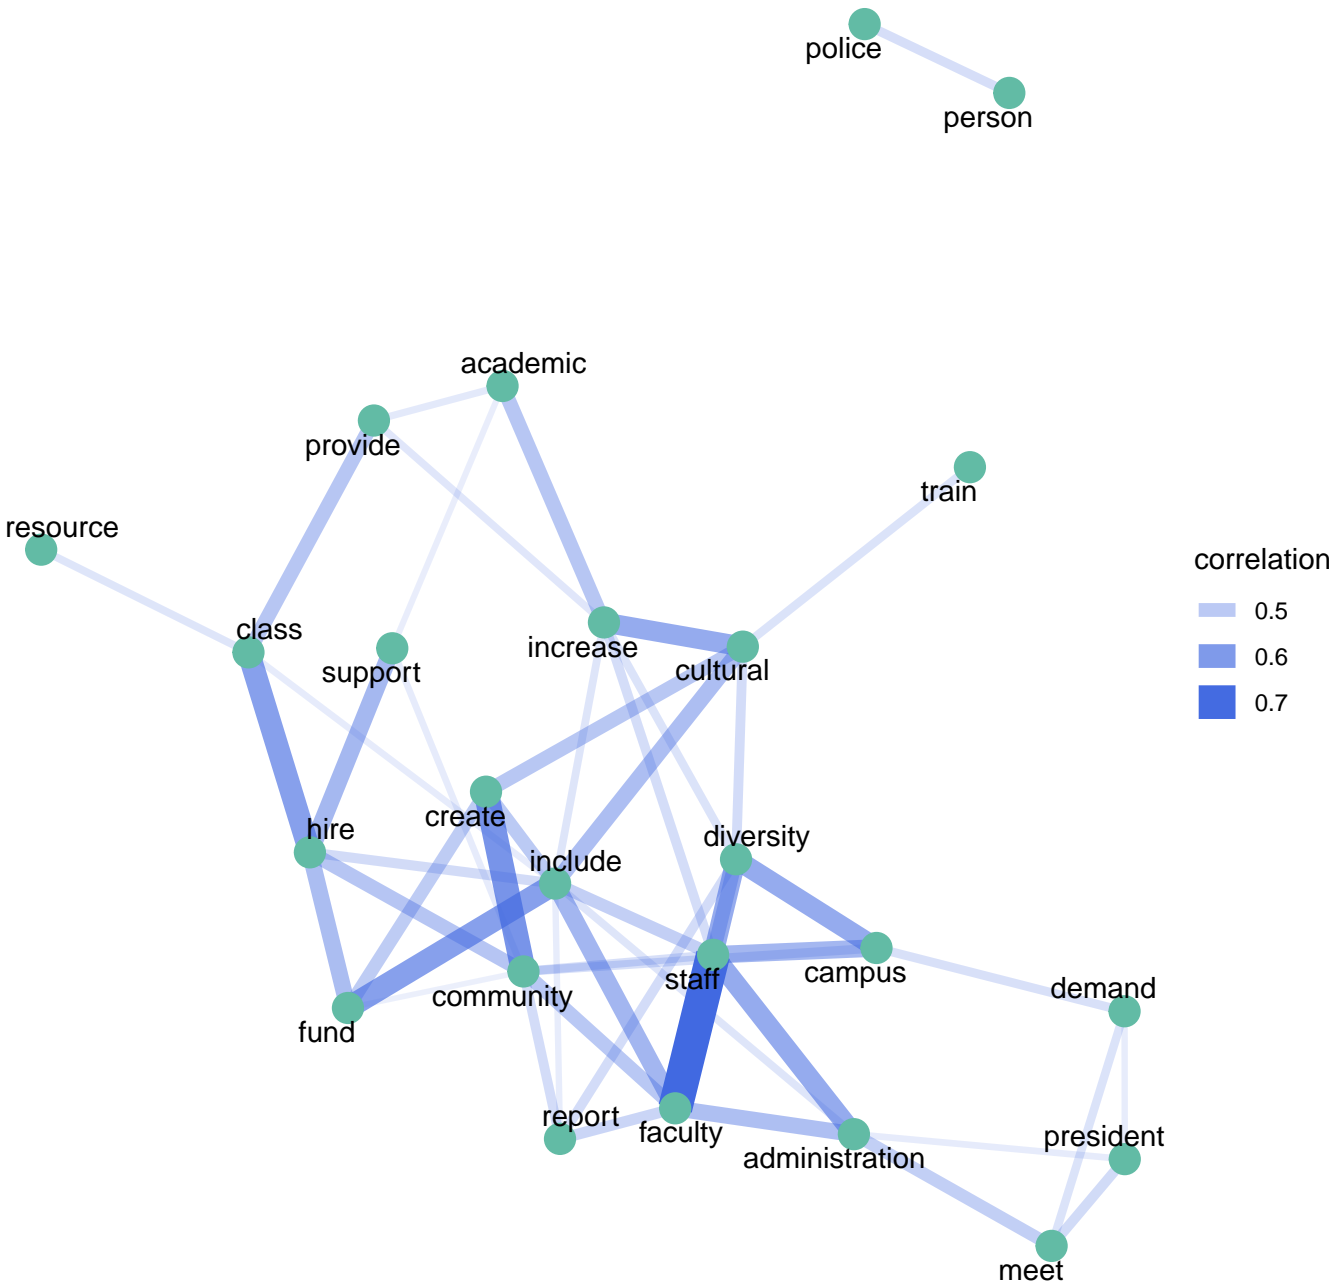 police
person
academic
provide
train
resource
correlation
0.5
class
increase
0.6
support
cultural
0.7
create
hire
diversity
include
staff
campus
community
demand
fund
report
faculty
president
administration
meet